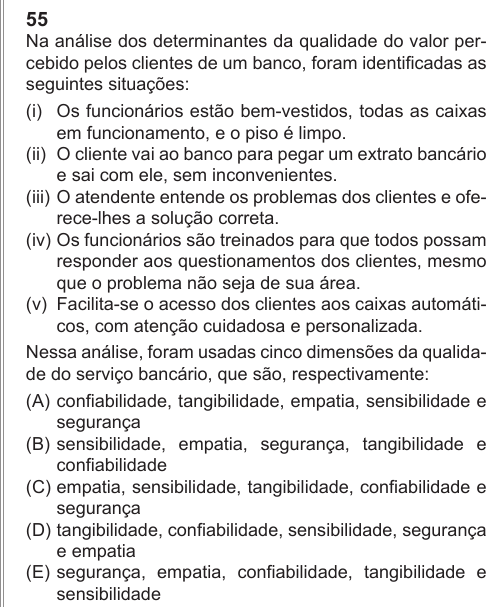 55
Na análise dos determinantes da qualidade do valor per-
cebido pelos clientes de um banco, foram identificadas as
seguintes situações:
(i) Os funcionários estão bem-vestidos, todas as caixas
em funcionamento, e o piso é limpo.
(ii) O cliente vai ao banco para pegar um extrato bancário
e sai com ele, sem inconvenientes.
(iii) O atendente entende os problemas dos clientes e ofe-
rece-lhes a solução correta.
(iv) Os funcionários são treinados para que todos possam
responder aos questionamentos dos clientes, mesmo
que o problema não seja de sua área.
(v) Facilita-se o acesso dos clientes aos caixas automáti-
cos, com atenção cuidadosa e personalizada.
Nessa análise, foram usadas cinco dimensões da qualida-
de do serviço bancário, que são, respectivamente:
(A) confiabilidade, tangibilidade, empatia, sensibilidade e
segurança
(B) sensibilidade, empatia, segurança, tangibilidade e
confiabilidade
(C) empatia, sensibilidade, tangibilidade, confiabilidade e
segurança
(D) tangibilidade, confiabilidade, sensibilidade, segurança
e empatia
(E) segurança, empatia, confiabilidade, tangibilidade e
sensibilidade